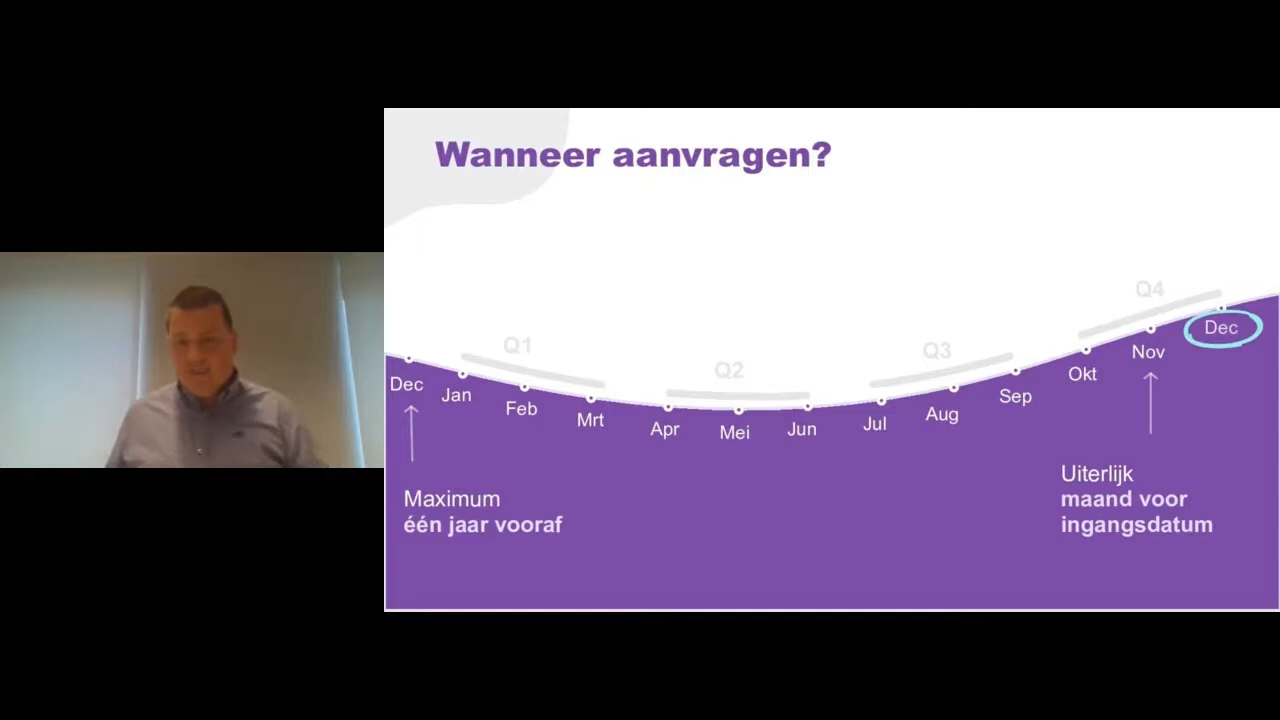 Wanneer aanvragen?
Q1
Q2
Q3
Q4
Dec
Jan
Feb
Mrt
Apr
Mei
Jun
Jul
Aug
Sep
Okt
Nov
Dec
Maximum
één jaar vooraf
Uiterlijk
maand voor
ingangsdatum